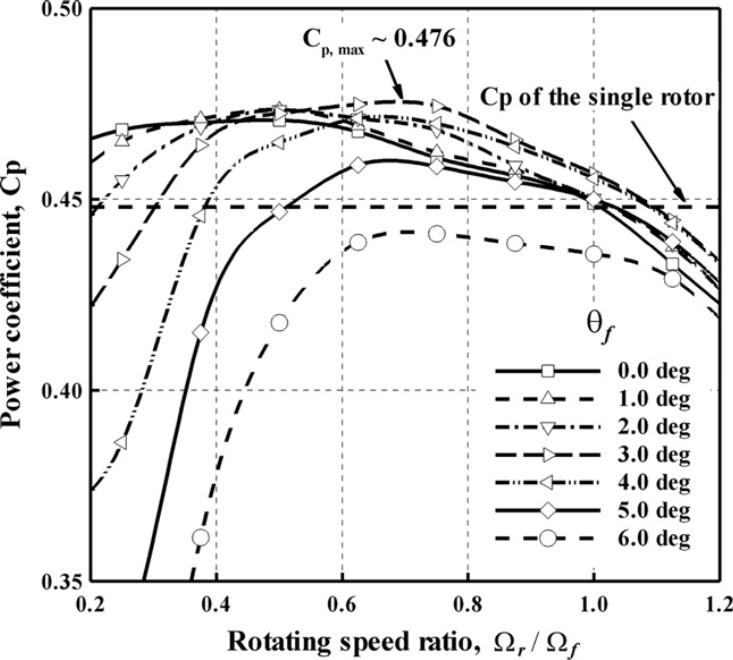 0.50
0.45
0.40
0.35
Power coefficient, Cp
C_p, max ~ 0.476
Cp of the single rotor
θ_f
0.0 deg
1.0 deg
2.0 deg
3.0 deg
4.0 deg
5.0 deg
6.0 deg
0.2 0.4 0.6 0.8 1.0 1.2
Rotating speed ratio, Ω_r / Ω_f